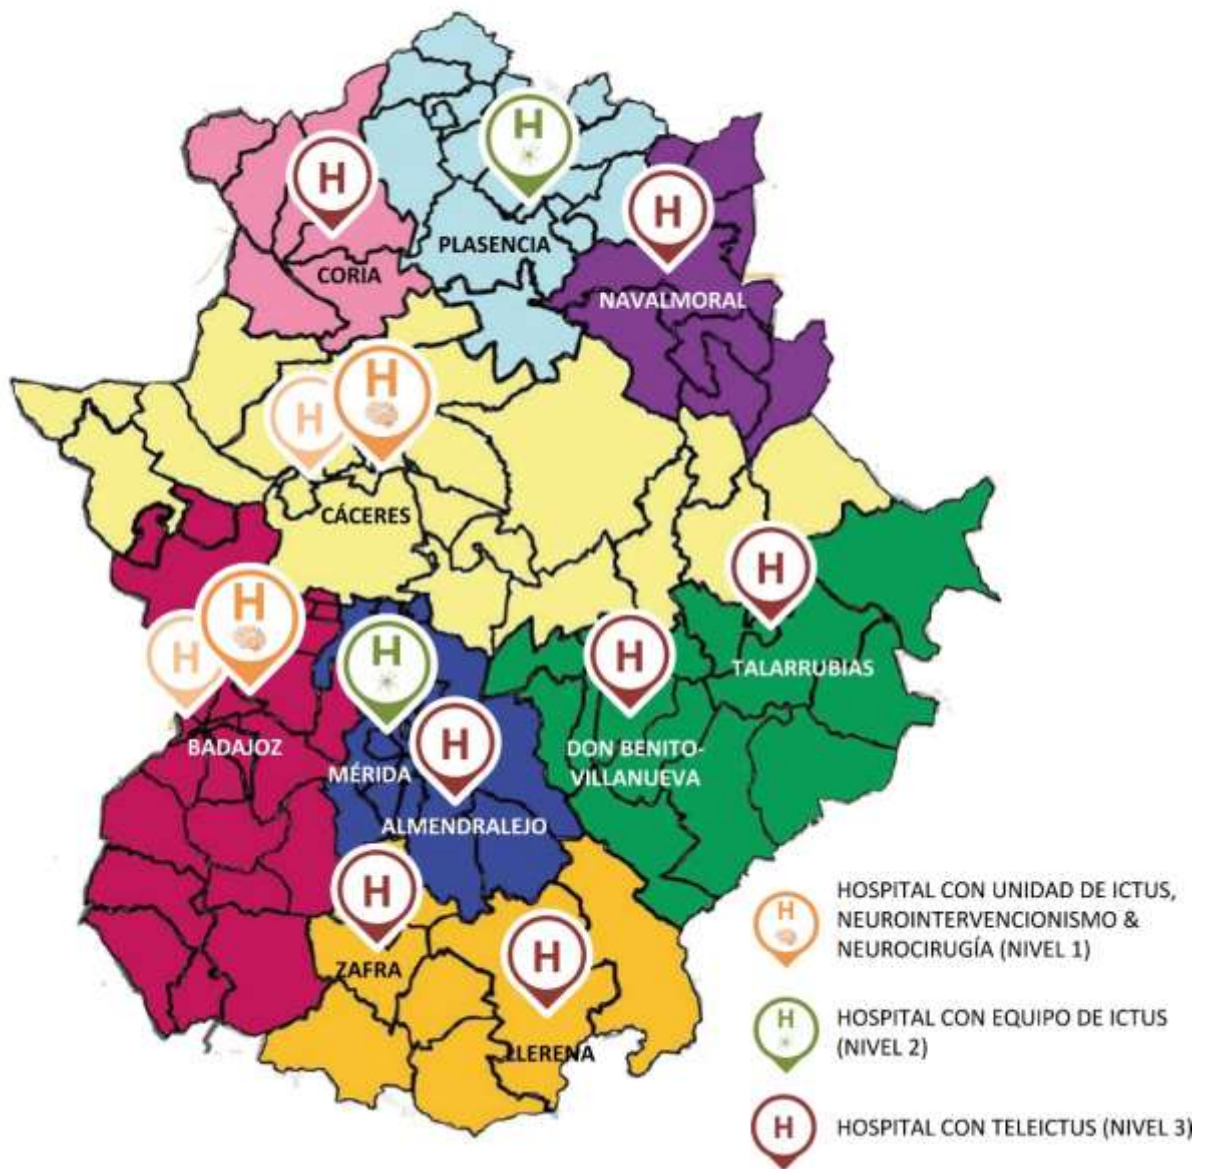 H
H
H
PLASENCIA
CORIA
NAVALMORAL
H
H
CÁCERES
H
H
H
H
H
TALARRUBIAS
H
BADAJOZ
MÉRIDA
DON BENITO-
VILLANUEVA
ALMENDRALEJO
H
H
ZAFRA
LLERENA
H
HOSPITAL CON UNIDAD DE ICTUS,
NEUROINTERVENCIONISMO &
NEUROCIRUGÍA (NIVEL 1)
H
HOSPITAL CON EQUIPO DE ICTUS
(NIVEL 2)
H
HOSPITAL CON TELEICTUS (NIVEL 3)